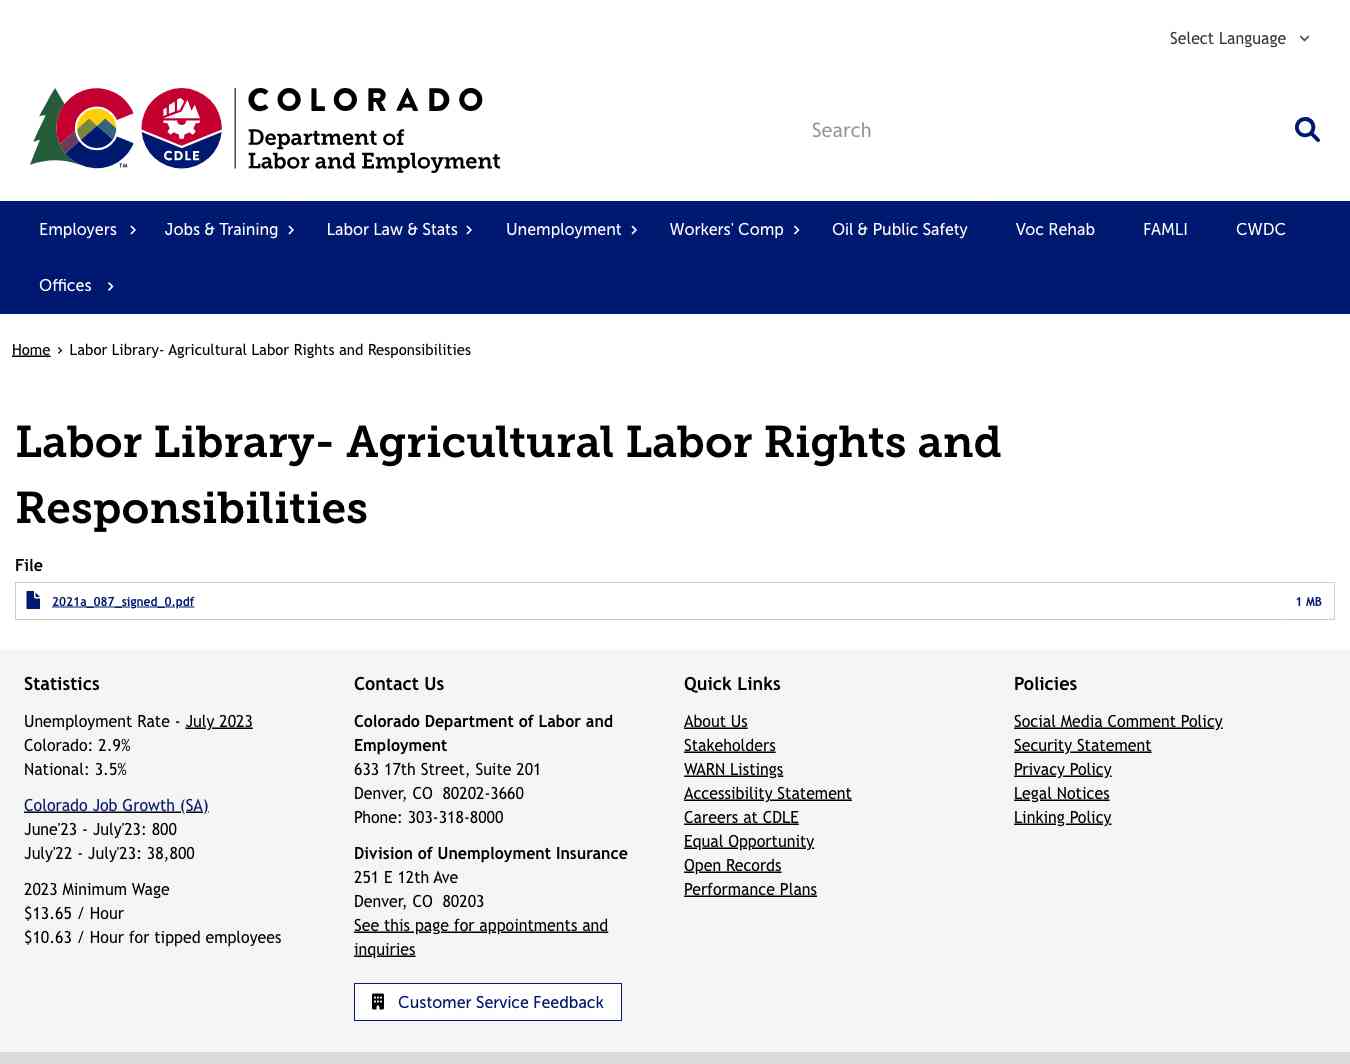 Select Language
COLORADO
Department of
Labor and Employment
CDLE
TM
Search
Employers Jobs & Training Labor Law & Stats Unemployment Workers' Comp Oil & Public Safety Voc Rehab FAMLI CWDC
Offices
Home › Labor Library- Agricultural Labor Rights and Responsibilities
Labor Library- Agricultural Labor Rights and
Responsibilities
File
2021a_087_signed_0.pdf 1 MB
Statistics
Unemployment Rate - July 2023
Colorado: 2.9%
National: 3.5%
Colorado Job Growth (SA)
June'23 - July'23: 800
July'22 - July'23: 38,800
2023 Minimum Wage
$13.65 / Hour
$10.63 / Hour for tipped employees
Contact Us
Colorado Department of Labor and
Employment
633 17th Street, Suite 201
Denver, CO 80202-3660
Phone: 303-318-8000
Division of Unemployment Insurance
251 E 12th Ave
Denver, CO 80203
See this page for appointments and
inquiries
Customer Service Feedback
Quick Links
About Us
Stakeholders
WARN Listings
Accessibility Statement
Careers at CDLE
Equal Opportunity
Open Records
Performance Plans
Policies
Social Media Comment Policy
Security Statement
Privacy Policy
Legal Notices
Linking Policy